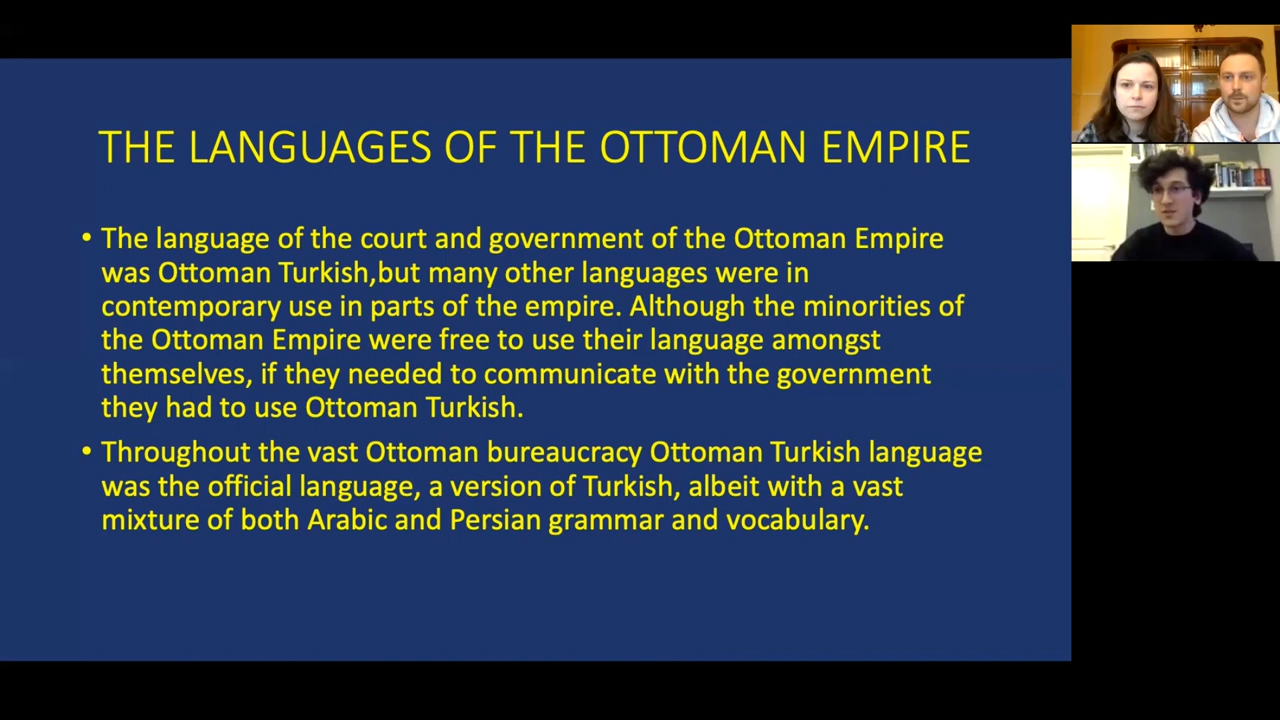 THE LANGUAGES OF THE OTTOMAN EMPIRE
• The language of the court and government of the Ottoman Empire
was Ottoman Turkish,but many other languages were in
contemporary use in parts of the empire. Although the minorities of
the Ottoman Empire were free to use their language amongst
themselves, if they needed to communicate with the government
they had to use Ottoman Turkish.
• Throughout the vast Ottoman bureaucracy Ottoman Turkish language
was the official language, a version of Turkish, albeit with a vast
mixture of both Arabic and Persian grammar and vocabulary.